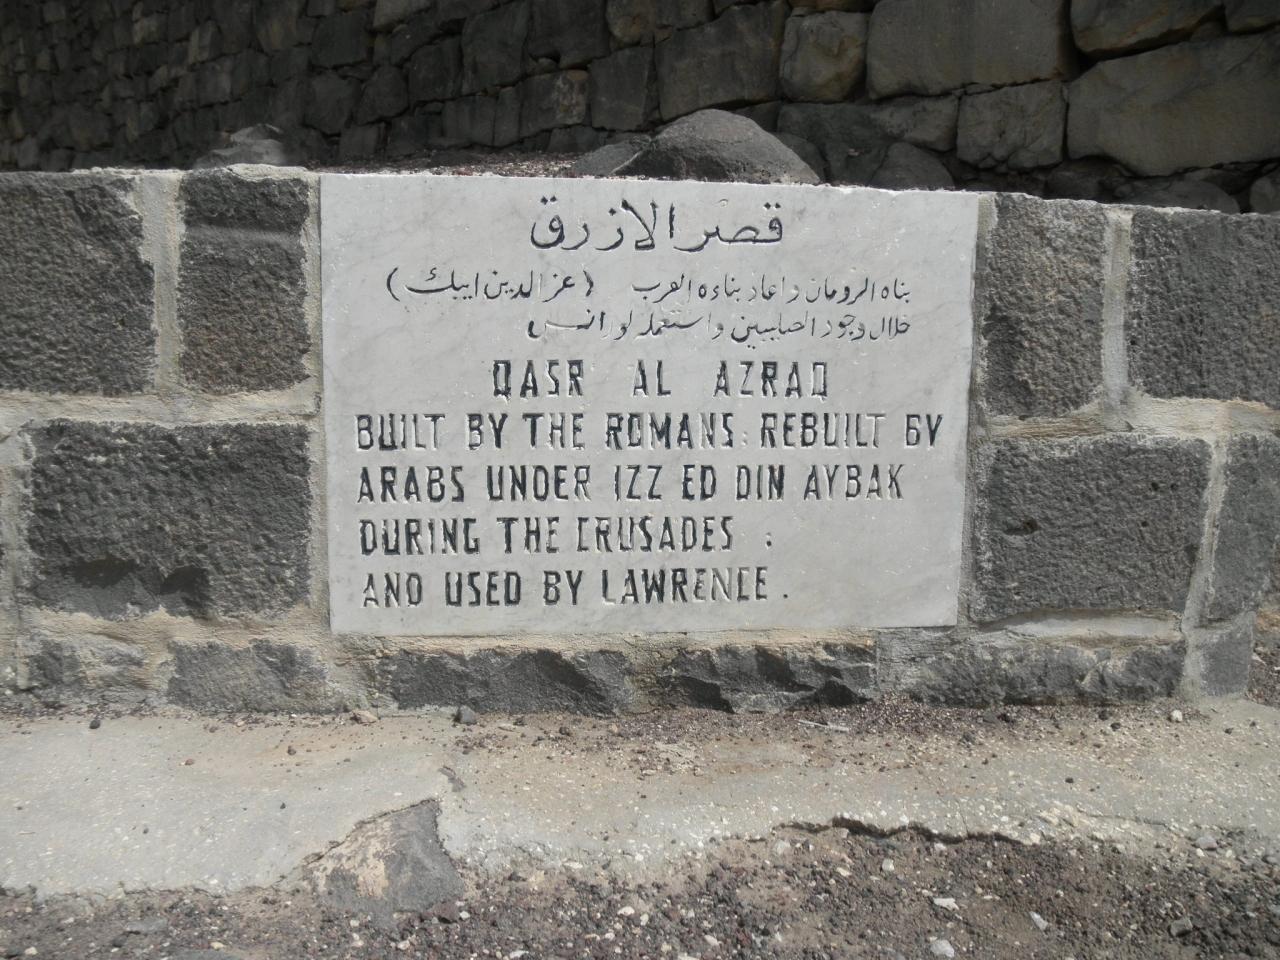 قصر الازرق
بناه الرومان واعاد بناءه العرب (عز الدين ايبك)
خلال وجود الصليبين واستعمله لورانس
QASR AL AZRAQ
BUILT BY THE ROMANS. REBUILT BY
ARABS UNDER IZZ ED DIN AYBAK
DURING THE CRUSADES .
AND USED BY LAWRENCE .